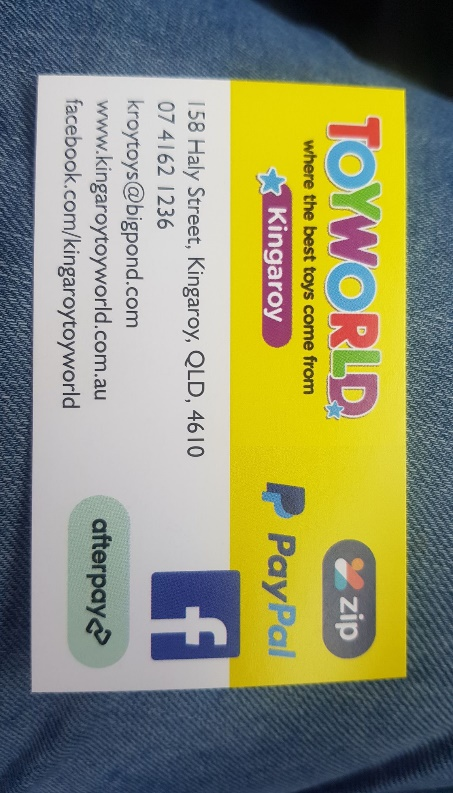 TOYWORLD
where the best toys come from
Kingaroy
zip
PayPal
158 Haly Street, Kingaroy, QLD, 4610
07 4162 1236
kroytoys@bigpond.com
www.kingaroytoyworld.com.au
facebook.com/kingaroytoyworld
f
afterpay